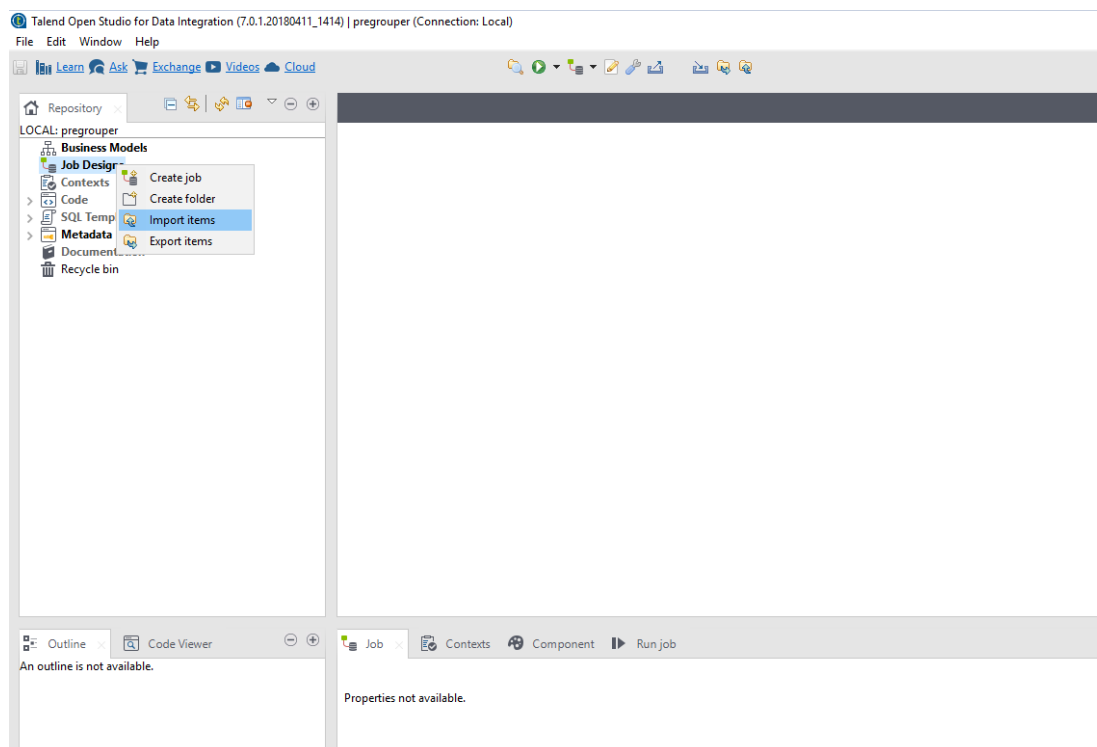 Talend Open Studio for Data Integration (7.0.1.20180411_1414) | pregrouper (Connection: Local)
File Edit Window Help
Learn Ask Exchange Videos Cloud
Repository
LOCAL: pregrouper
Business Models
Job Designs
Contexts
Code
SQL Temp
Metadata
Documentation
Recycle bin
Create job
Create folder
Import items
Export items
Outline
Code Viewer
An outline is not available.
Job
Contexts
Component
Run job
Properties not available.